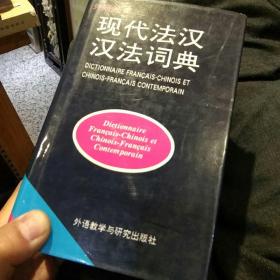 现代法汉
汉法词典
DICTIONNAIRE FRANÇAIS-CHINOIS ET
CHINOIS-FRANÇAIS CONTEMPORAIN
Dictionnaire
Français-Chinois et
Chinois-Français
Contemporain
外语教学与研究出版社